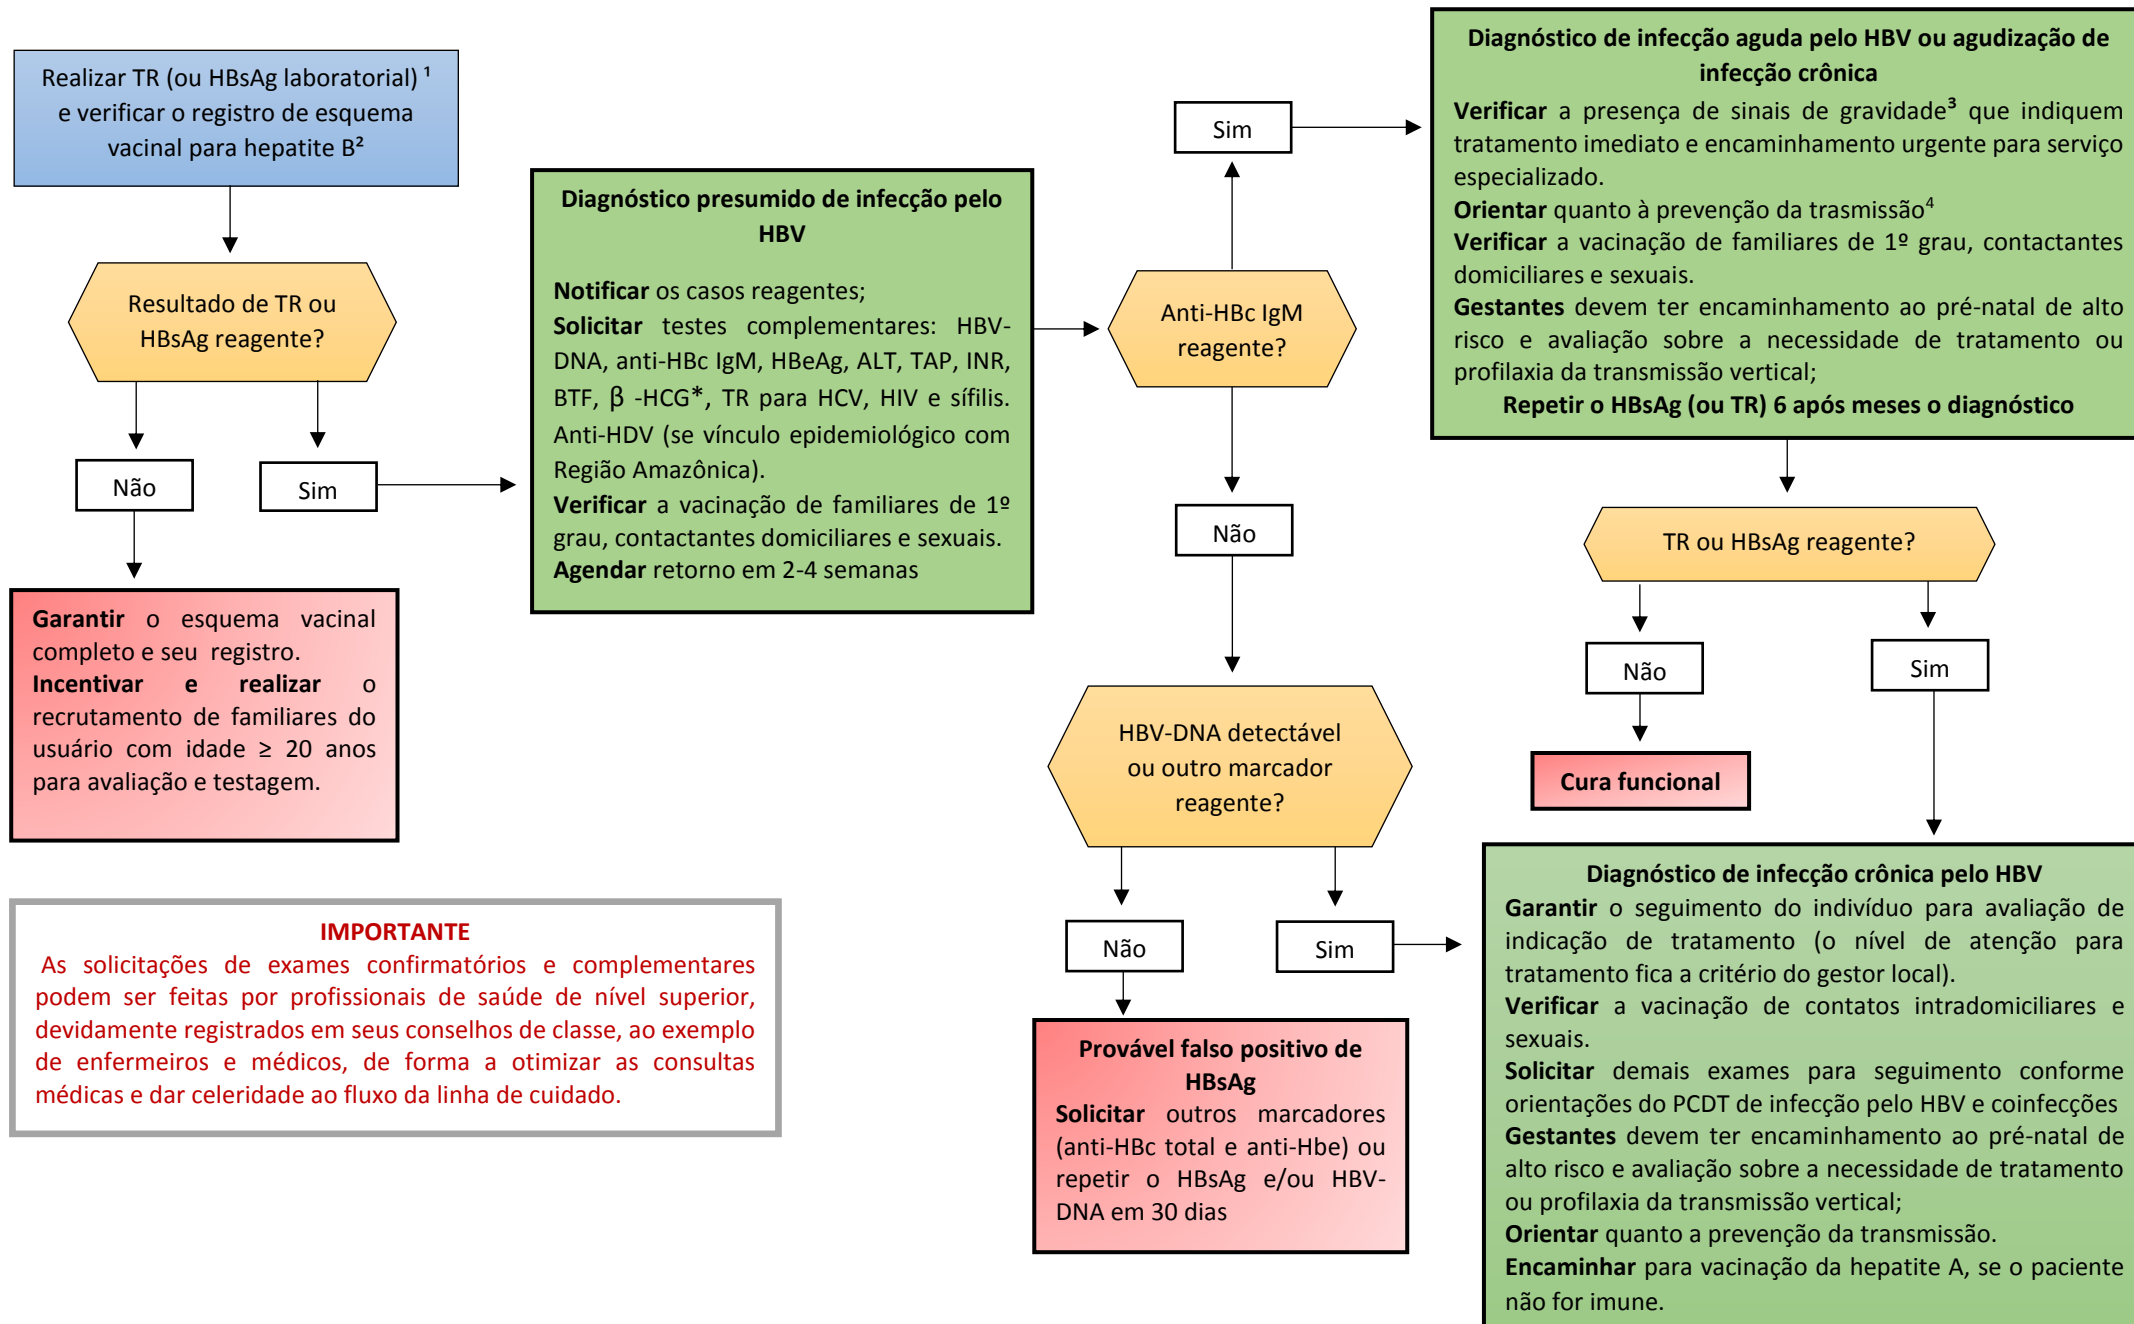 Realizar TR (ou HBsAg laboratorial) ¹
e verificar o registro de esquema
vacinal para hepatite B²
Resultado de TR ou
HBsAg reagente?
Não
Sim
Garantir o esquema vacinal
completo e seu registro.
Incentivar e realizar o
recrutamento de familiares do
usuário com idade ≥ 20 anos
para avaliação e testagem.
Diagnóstico presumido de infecção pelo
HBV
Notificar os casos reagentes;
Solicitar testes complementares: HBV-
DNA, anti-HBc IgM, HBeAg, ALT, TAP, INR,
BTF, β -HCG*, TR para HCV, HIV e sífilis.
Anti-HDV (se vínculo epidemiológico com
Região Amazônica).
Verificar a vacinação de familiares de 1º
grau, contactantes domiciliares e sexuais.
Agendar retorno em 2-4 semanas
Anti-HBc IgM
reagente?
Sim
Não
Diagnóstico de infecção aguda pelo HBV ou agudização de
infecção crônica
Verificar a presença de sinais de gravidade³ que indiquem
tratamento imediato e encaminhamento urgente para serviço
especializado.
Orientar quanto à prevenção da trasmissão⁴
Verificar a vacinação de familiares de 1º grau, contactantes
domiciliares e sexuais.
Gestantes devem ter encaminhamento ao pré-natal de alto
risco e avaliação sobre a necessidade de tratamento ou
profilaxia da transmissão vertical;
Repetir o HBsAg (ou TR) 6 após meses o diagnóstico
TR ou HBsAg reagente?
Não
Sim
Cura funcional
HBV-DNA detectável
ou outro marcador
reagente?
Não
Sim
Provável falso positivo de
HBsAg
Solicitar outros marcadores
(anti-HBc total e anti-Hbe) ou
repetir o HBsAg e/ou HBV-
DNA em 30 dias
Diagnóstico de infecção crônica pelo HBV
Garantir o seguimento do indivíduo para avaliação de
indicação de tratamento (o nível de atenção para
tratamento fica a critério do gestor local).
Verificar a vacinação de contatos intradomiciliares e
sexuais.
Solicitar demais exames para seguimento conforme
orientações do PCDT de infecção pelo HBV e coinfecções
Gestantes devem ter encaminhamento ao pré-natal de
alto risco e avaliação sobre a necessidade de tratamento
ou profilaxia da transmissão vertical;
Orientar quanto a prevenção da transmissão.
Encaminhar para vacinação da hepatite A, se o paciente
não for imune.
IMPORTANTE
As solicitações de exames confirmatórios e complementares
podem ser feitas por profissionais de saúde de nível superior,
devidamente registrados em seus conselhos de classe, ao exemplo
de enfermeiros e médicos, de forma a otimizar as consultas
médicas e dar celeridade ao fluxo da linha de cuidado.